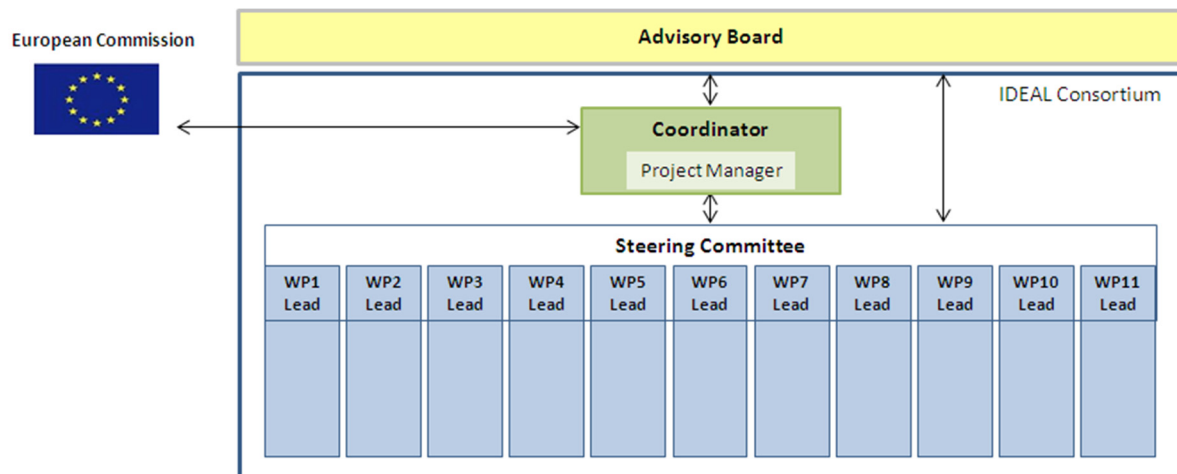 European Commission
Advisory Board
IDEAL Consortium
Coordinator
Project Manager
Steering Committee
WP1 Lead
WP2 Lead
WP3 Lead
WP4 Lead
WP5 Lead
WP6 Lead
WP7 Lead
WP8 Lead
WP9 Lead
WP10 Lead
WP11 Lead